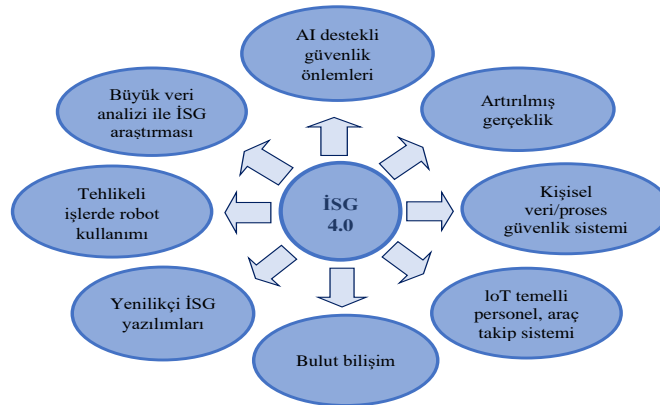 AI destekli
güvenlik
önlemleri
Büyük veri
analizi ile İSG
araştırması
Artırılmış
gerçeklik
Tehlikeli
işlerde robot
kullanımı
İSG
4.0
Kişisel
veri/proses
güvenlik sistemi
Yenilikçi İSG
yazılımları
loT temelli
personel, araç
takip sistemi
Bulut bilişim